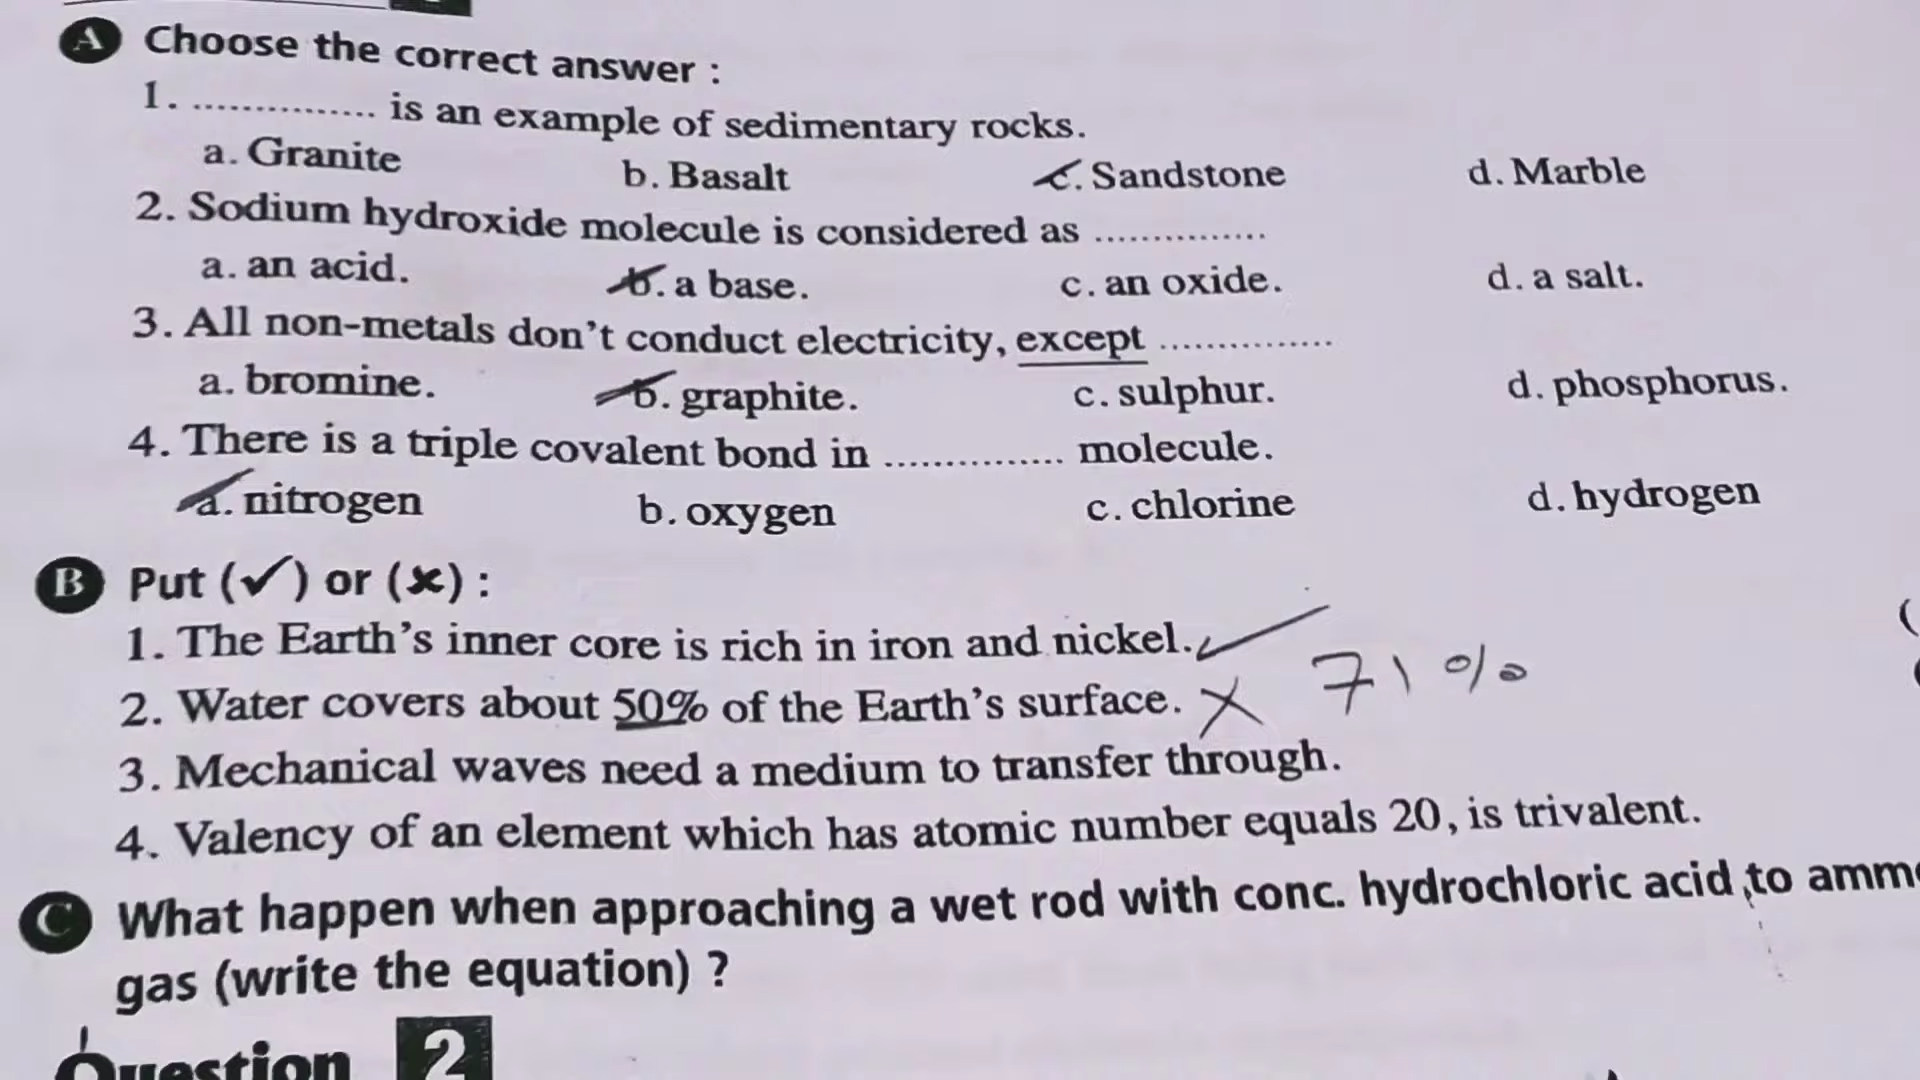 A Choose the correct answer :
1. ............... is an example of sedimentary rocks.
a. Granite b. Basalt c. Sandstone d. Marble
2. Sodium hydroxide molecule is considered as ...............
a. an acid. b. a base. c. an oxide. d. a salt.
3. All non-metals don't conduct electricity, except ...............
a. bromine. b. graphite. c. sulphur. d. phosphorus.
4. There is a triple covalent bond in ............... molecule.
a. nitrogen b. oxygen c. chlorine d. hydrogen
B Put (✓) or (✗) :
1. The Earth's inner core is rich in iron and nickel. ✓
2. Water covers about 50% of the Earth's surface. X 71 %
3. Mechanical waves need a medium to transfer through.
4. Valency of an element which has atomic number equals 20, is trivalent.
C What happen when approaching a wet rod with conc. hydrochloric acid to
gas (write the equation) ?
Question 2